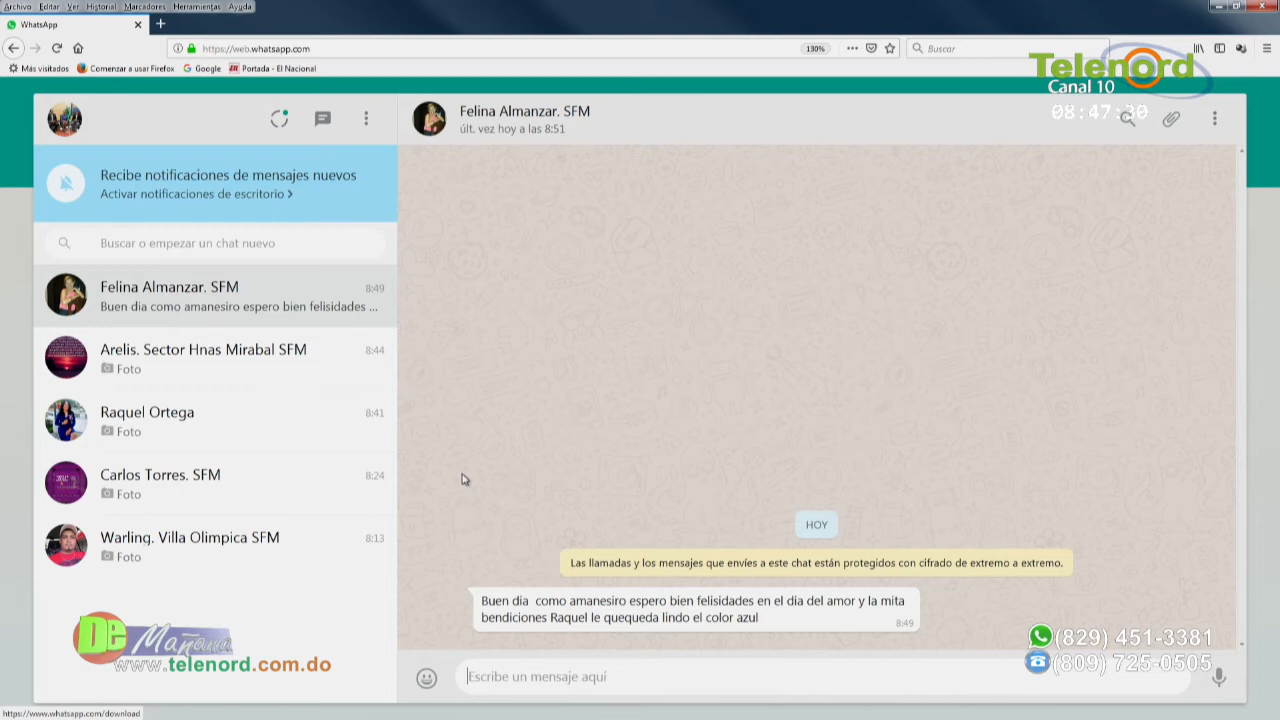 Archivo Editar Ver Historial Marcadores Herramientas Ayuda
WhatsApp
https://web.whatsapp.com
130%
Buscar
Más visitados Comenzar a usar Firefox Google Portada - El Nacional
Telenord
Canal 10
08:47:30
Felina Almanzar. SFM
últ. vez hoy a las 8:51
Recibe notificaciones de mensajes nuevos
Activar notificaciones de escritorio >
Buscar o empezar un chat nuevo
Felina Almanzar. SFM 8:49
Buen dia como amanesiro espero bien felisidades ...
Arelis. Sector Hnas Mirabal SFM 8:44
Foto
Raquel Ortega 8:41
Foto
Carlos Torres. SFM 8:24
Foto
Warling. Villa Olimpica SFM 8:13
Foto
HOY
Las llamadas y los mensajes que envíes a este chat están protegidos con cifrado de extremo a extremo.
Buen dia como amanesiro espero bien felisidades en el dia del amor y la mita
bendiciones Raquel le quequeda lindo el color azul
8:49
Escribe un mensaje aquí
De Mañana
www.telenord.com.do
(829) 451-3381
(809) 725-0505
https://www.whatsapp.com/download